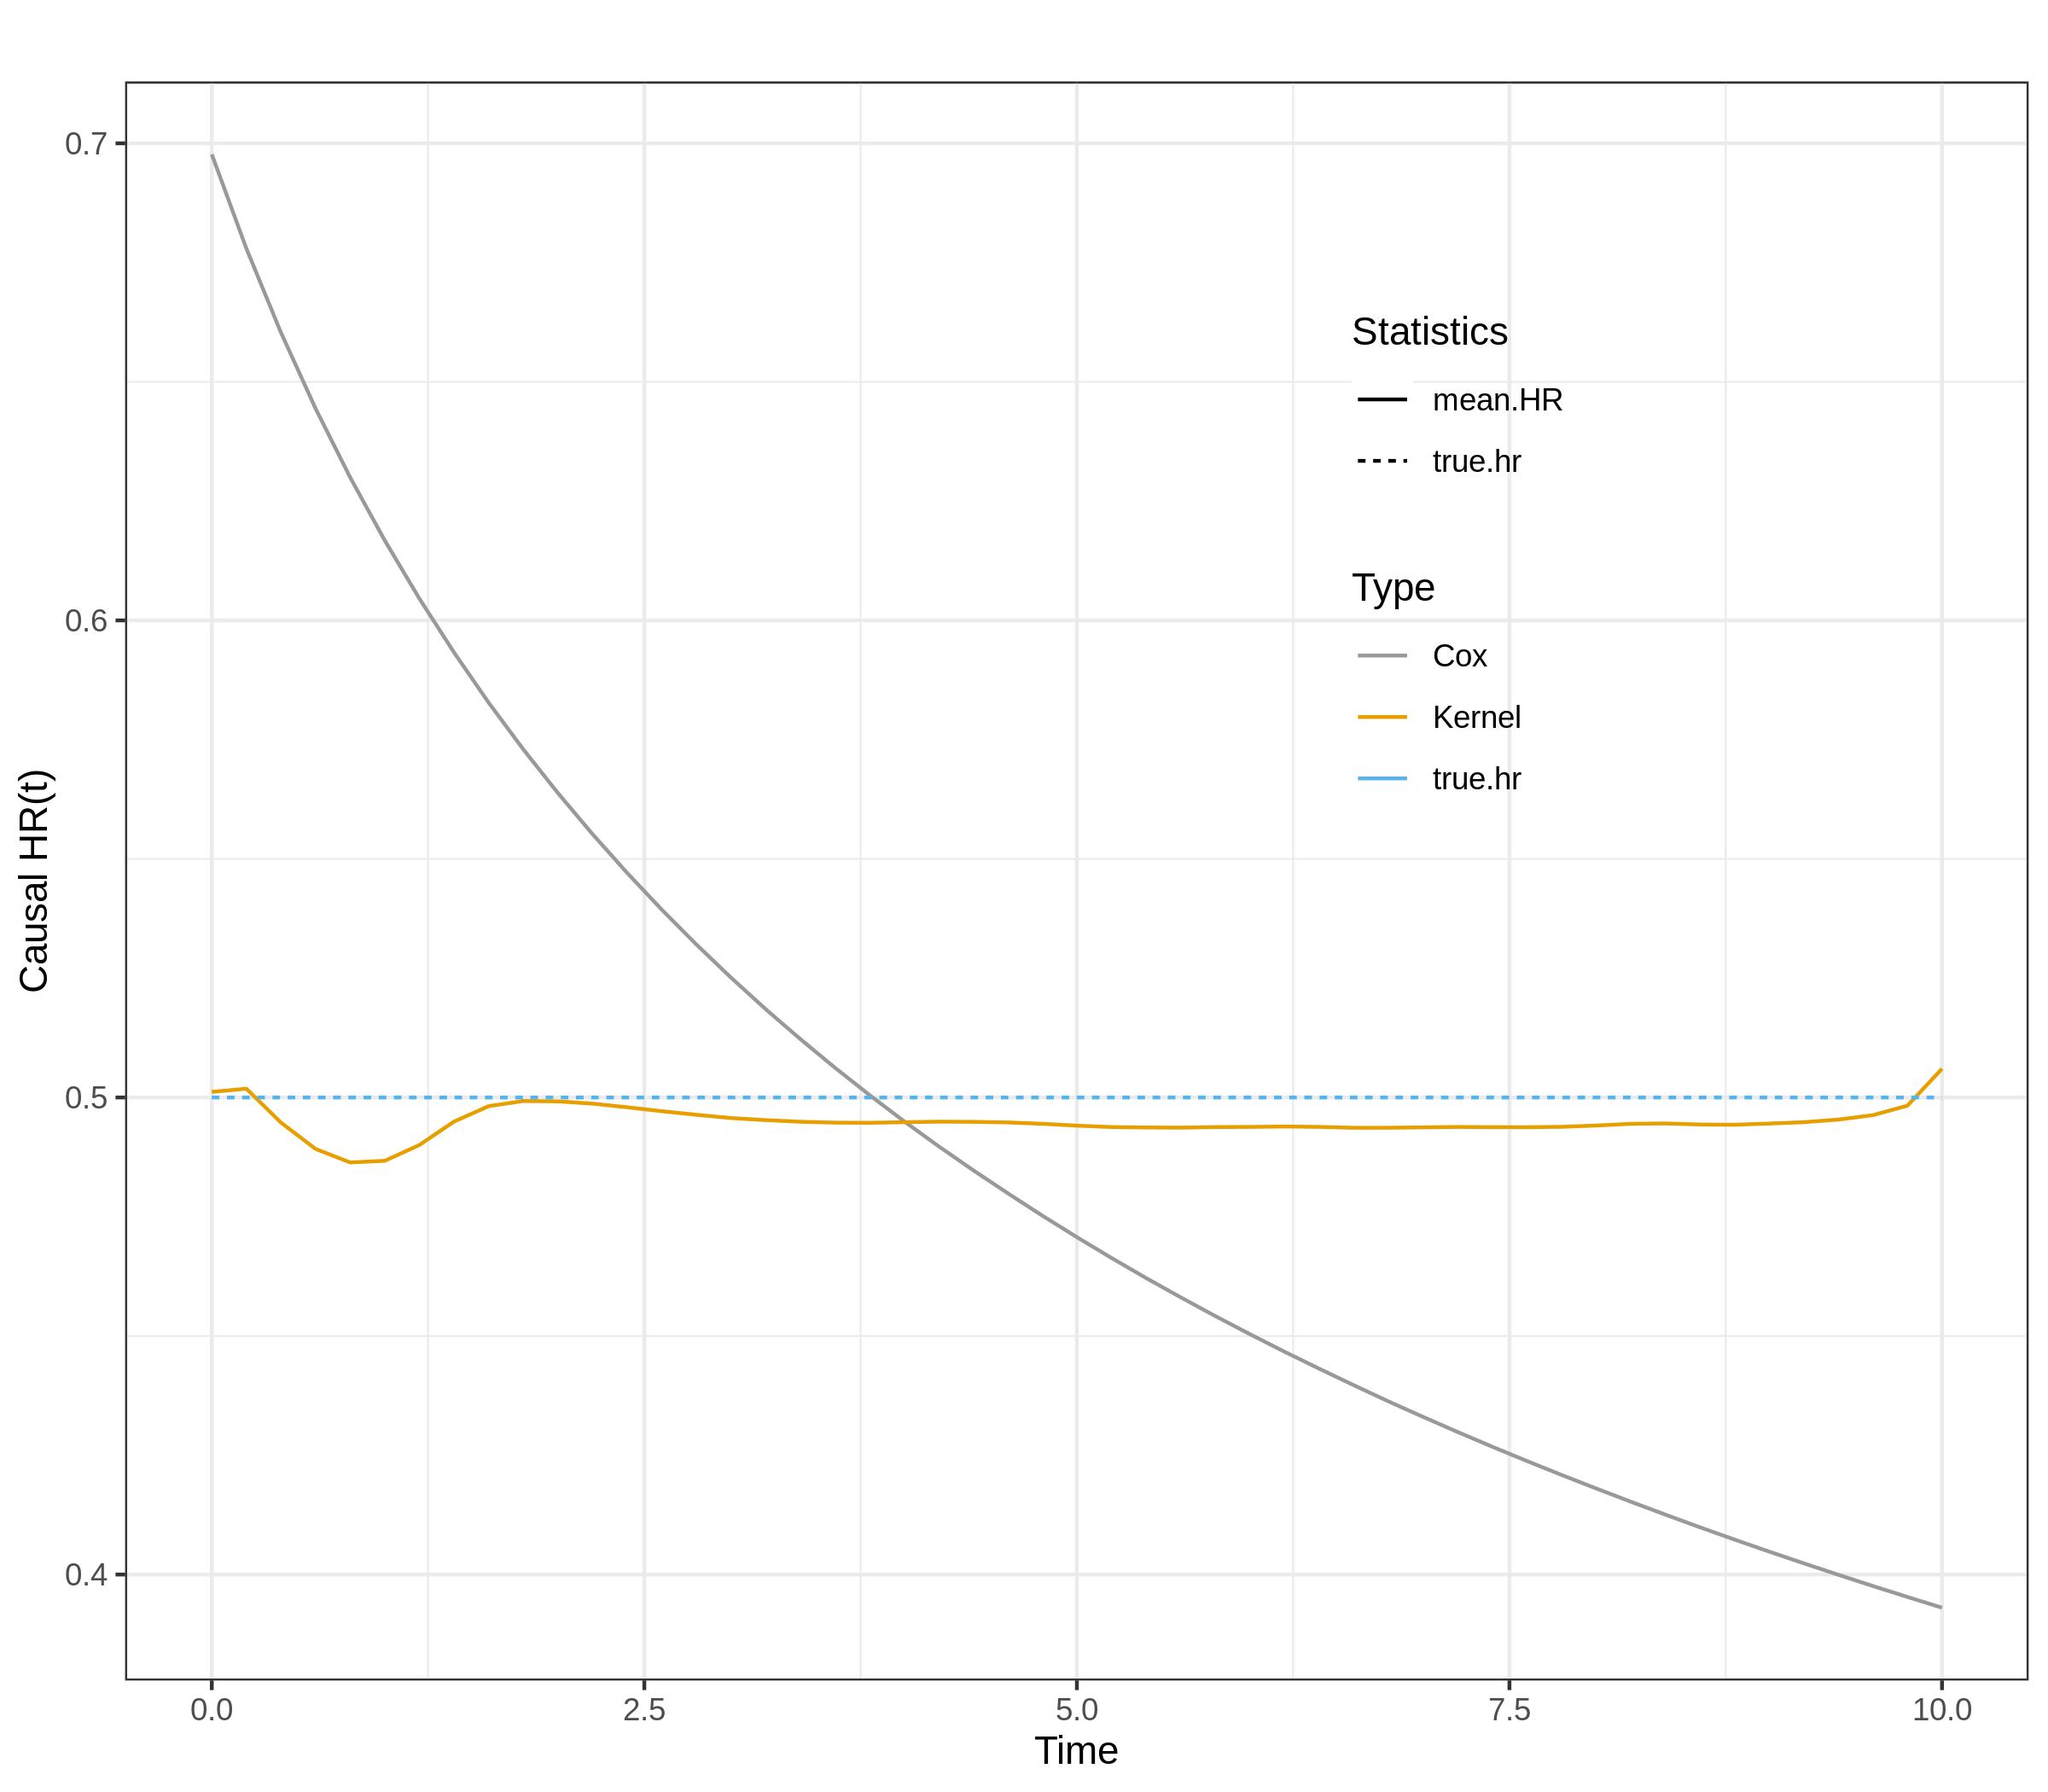 0.7
0.6
0.5
0.4
Causal HR(t)
Statistics
mean.HR
true.hr
Type
Cox
Kernel
true.hr
0.0 2.5 5.0 7.5 10.0
Time